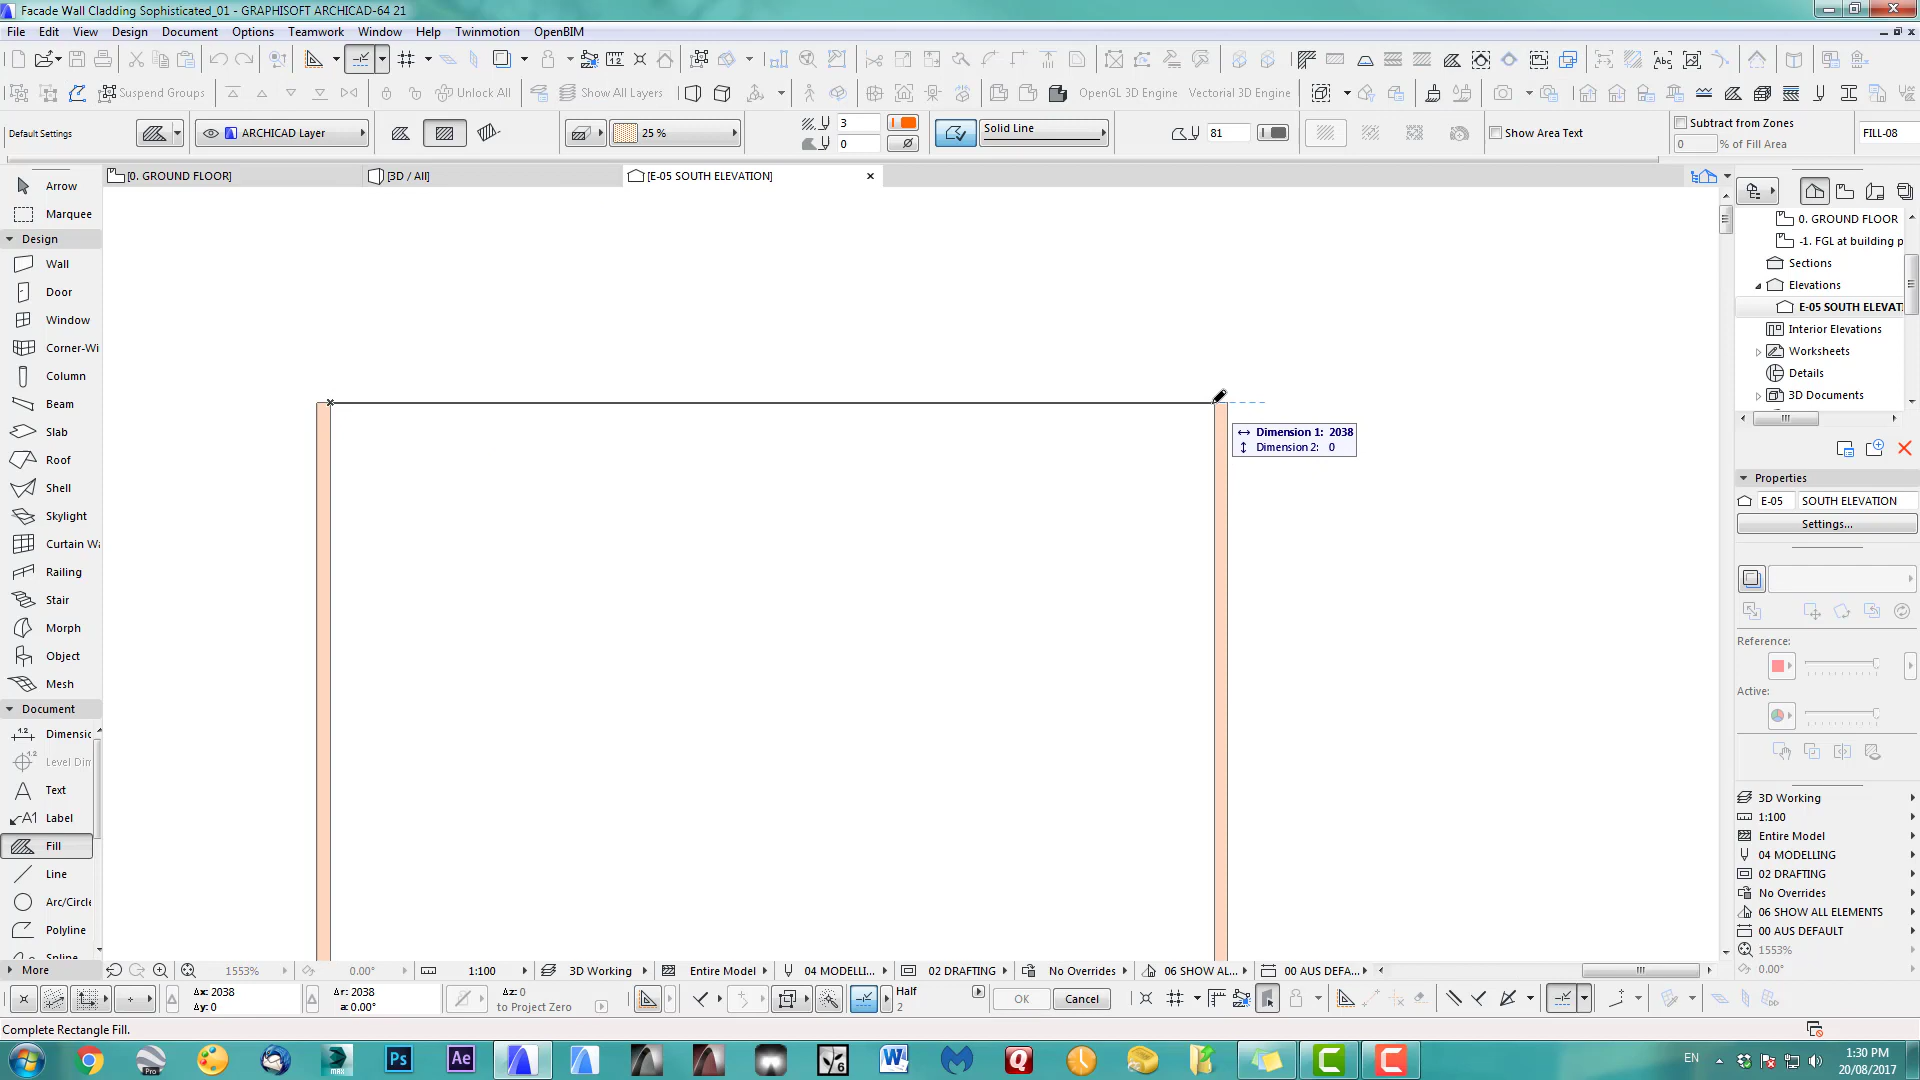 Facade Wall Cladding Sophisticated_01 - GRAPHISOFT ARCHICAD-64 21
File Edit View Design Document Options Teamwork Window Help Twinmotion OpenBIM
Suspend Groups
Unlock All
Show All Layers
OpenGL 3D Engine
Vectorial 3D Engine
Default Settings
ARCHICAD Layer
25 %
3
0
Solid Line
81
Show Area Text
Subtract from Zones
0
% of Fill Area
FILL-08
[0. GROUND FLOOR]
[3D / All]
[E-05 SOUTH ELEVATION]
Arrow
Marquee
Design
Wall
Door
Window
Corner-Wi
Column
Beam
Slab
Roof
Shell
Skylight
Curtain Wa
Railing
Stair
Morph
Object
Mesh
Document
Dimensic
Level Din
Text
Label
Fill
Line
Arc/Circle
Polyline
Spline
More
Dimension 1: 2038
Dimension 2: 0
0. GROUND FLOOR
-1. FGL at building p
Sections
Elevations
E-05 SOUTH ELEVAT
Interior Elevations
Worksheets
Details
3D Documents
Properties
E-05
SOUTH ELEVATION
Settings...
Reference:
Active:
3D Working
1:100
Entire Model
04 MODELLING
02 DRAFTING
No Overrides
06 SHOW ALL ELEMENTS
00 AUS DEFAULT
1553%
0.00°
1553%
0.00°
1:100
3D Working
Entire Model
04 MODELLI...
02 DRAFTING
No Overrides
06 SHOW AL...
00 AUS DEFA...
Δx: 2038
Δy: 0
Δr: 2038
a: 0.00°
Δz: 0
to Project Zero
Half
2
OK
Cancel
Complete Rectangle Fill.
EN
1:30 PM
20/08/2017